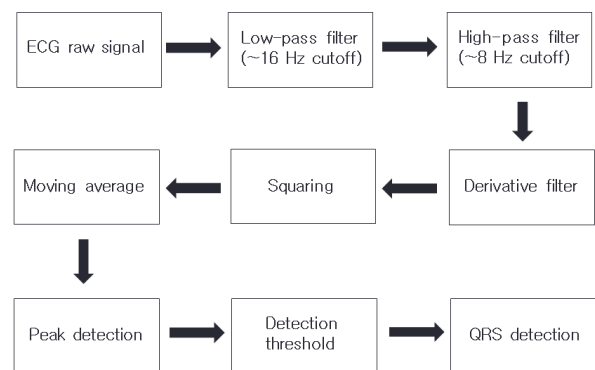 ECG raw signal
Low-pass filter
(~16 Hz cutoff)
High-pass filter
(~8 Hz cutoff)
Derivative filter
Squaring
Moving average
Peak detection
Detection
threshold
QRS detection